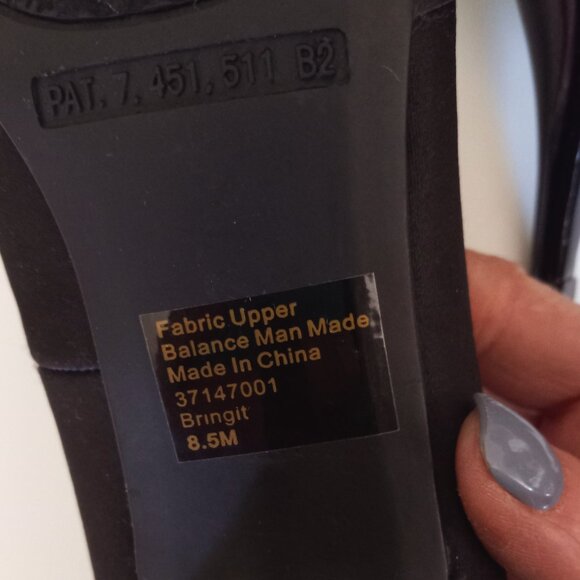 PAT. 7,451,511 B2
Fabric Upper
Balance Man Made
Made In China
37147001
Bringit
8.5M